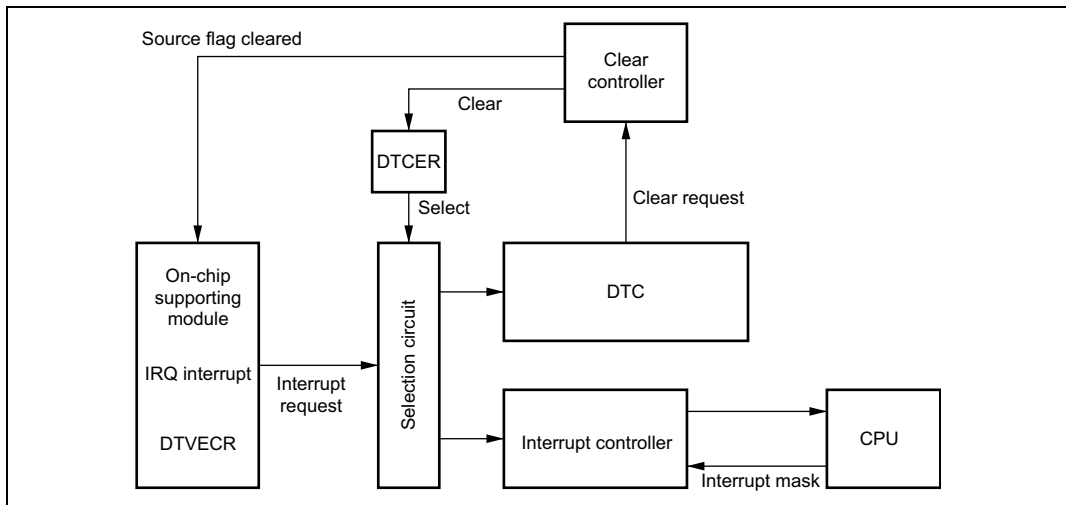 Source flag cleared
Clear
controller
Clear
DTCER
Select
Clear request
On-chip
supporting
module
IRQ interrupt
DTVECR
Interrupt
request
Selection circuit
DTC
Interrupt controller
CPU
Interrupt mask